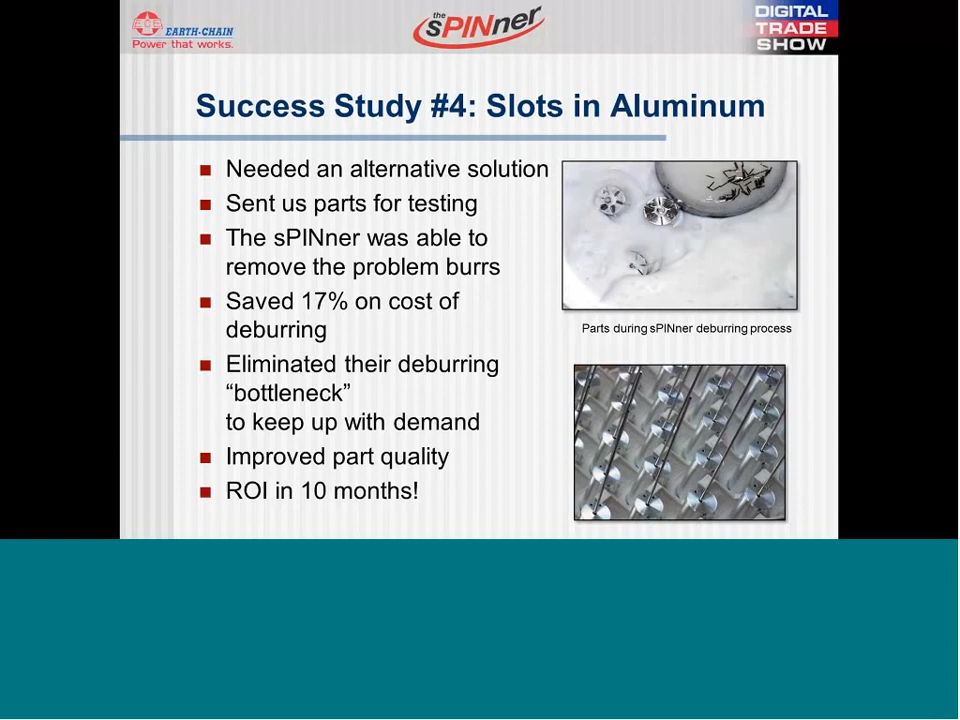 ECE EARTH-CHAIN
Power that works.
the sPINner
DIGITAL
TRADE
SHOW
Success Study #4: Slots in Aluminum
Needed an alternative solution
Sent us parts for testing
The sPINner was able to
remove the problem burrs
Saved 17% on cost of
deburring
Eliminated their deburring
“bottleneck”
to keep up with demand
Improved part quality
ROI in 10 months!
Parts during sPINner deburring process